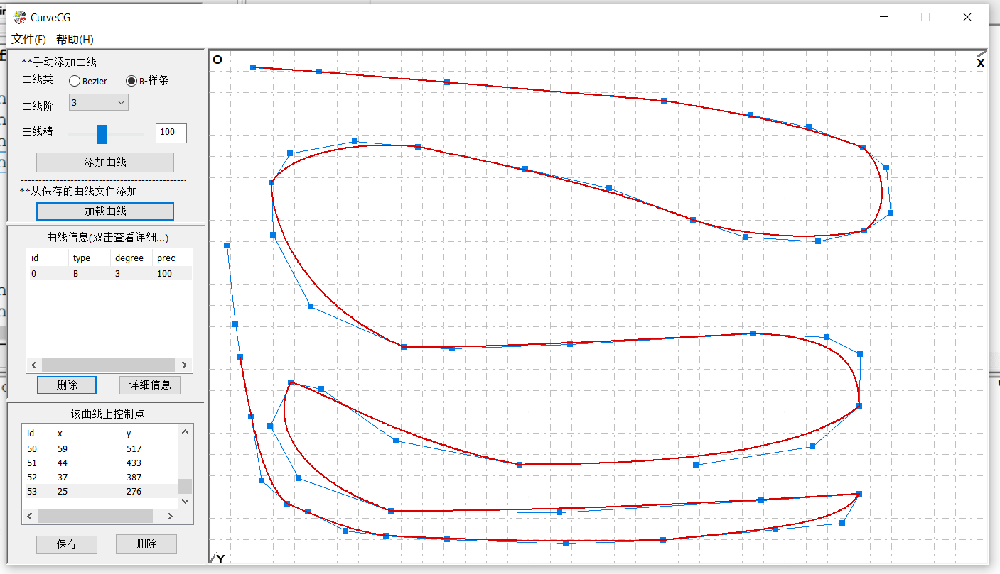 CurveCG
文件(F) 帮助(H)
**手动添加曲线
曲线类 Bezier B-样条
曲线阶 3
曲线精 100
添加曲线
**从保存的曲线文件添加
加载曲线
曲线信息(双击查看详细...)
id type degree prec
0 B 3 100
删除 详细信息
该曲线上控制点
id x y
50 59 517
51 44 433
52 37 387
53 25 276
保存 删除
O
X
Y